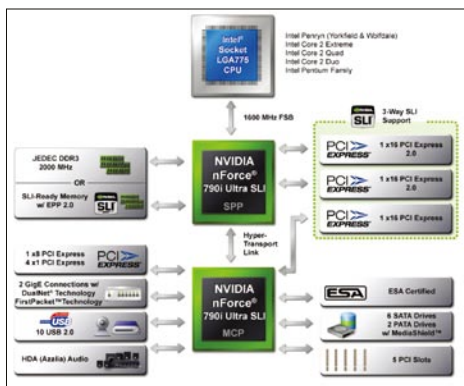 Intel®
Socket
LGA775
CPU
Intel Penryn (Yorkfield & Wolfdale)
Intel Core 2 Extreme
Intel Core 2 Quad
Intel Core 2 Duo
Intel Pentium Family
1600 MHz FSB
NVIDIA
SLI
3-Way SLI
Support
JEDEC DDR3
2000 MHz
OR
SLI-Ready Memory
w/ EPP 2.0
SLI
NVIDIA
nForce®
790i Ultra SLI
SPP
PCI EXPRESS
1 x16 PCI Express
2.0
PCI EXPRESS
1 x16 PCI Express
2.0
PCI EXPRESS
1 x16 PCI Express
Hyper-
Transport
Link
1 x8 PCI Express
4 x1 PCI Express
PCI EXPRESS
2 GigE Connections w/
DualNet® Technology
FirstPacket™ Technology
USB
10 USB 2.0
HDA (Azalia) Audio
NVIDIA
nForce®
790i Ultra SLI
MCP
ESA
ESA Certified
6 SATA Drives
2 PATA Drives
w/ MediaShield™
5 PCI Slots